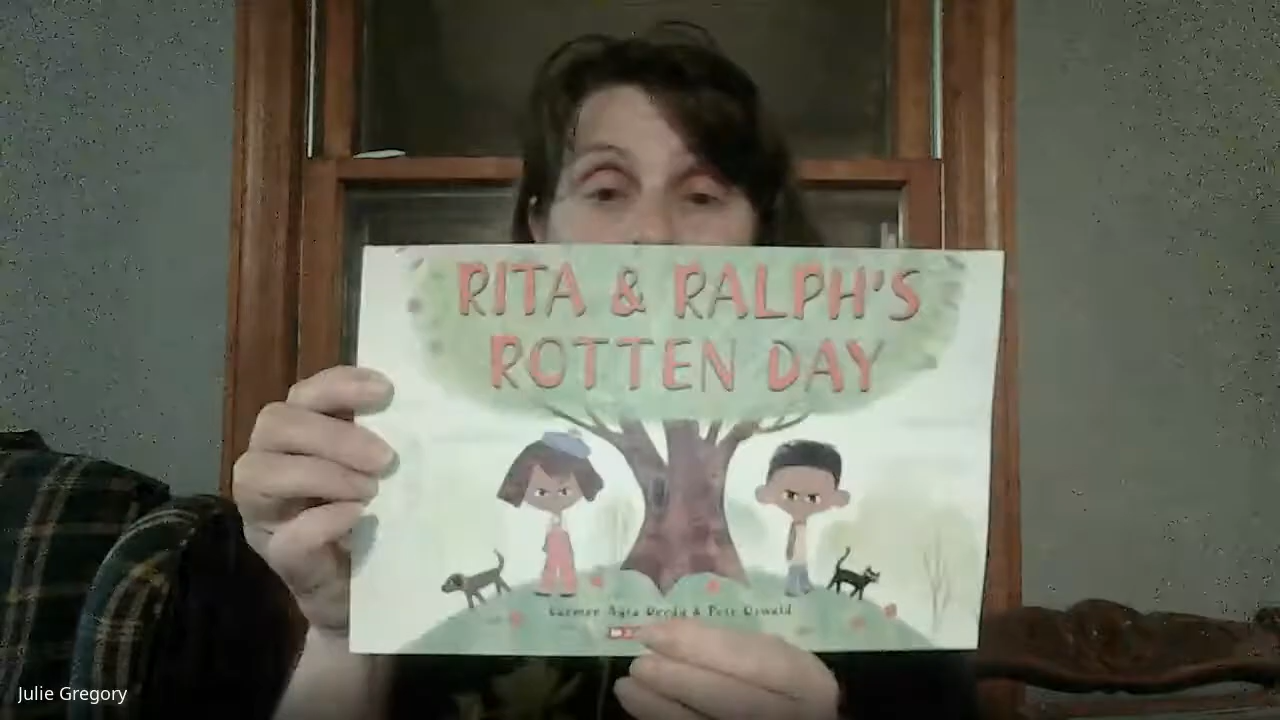 RITA & RALPH'S
ROTTEN DAY
Carmen Agra Deedy & Pete Oswald
Julie Gregory